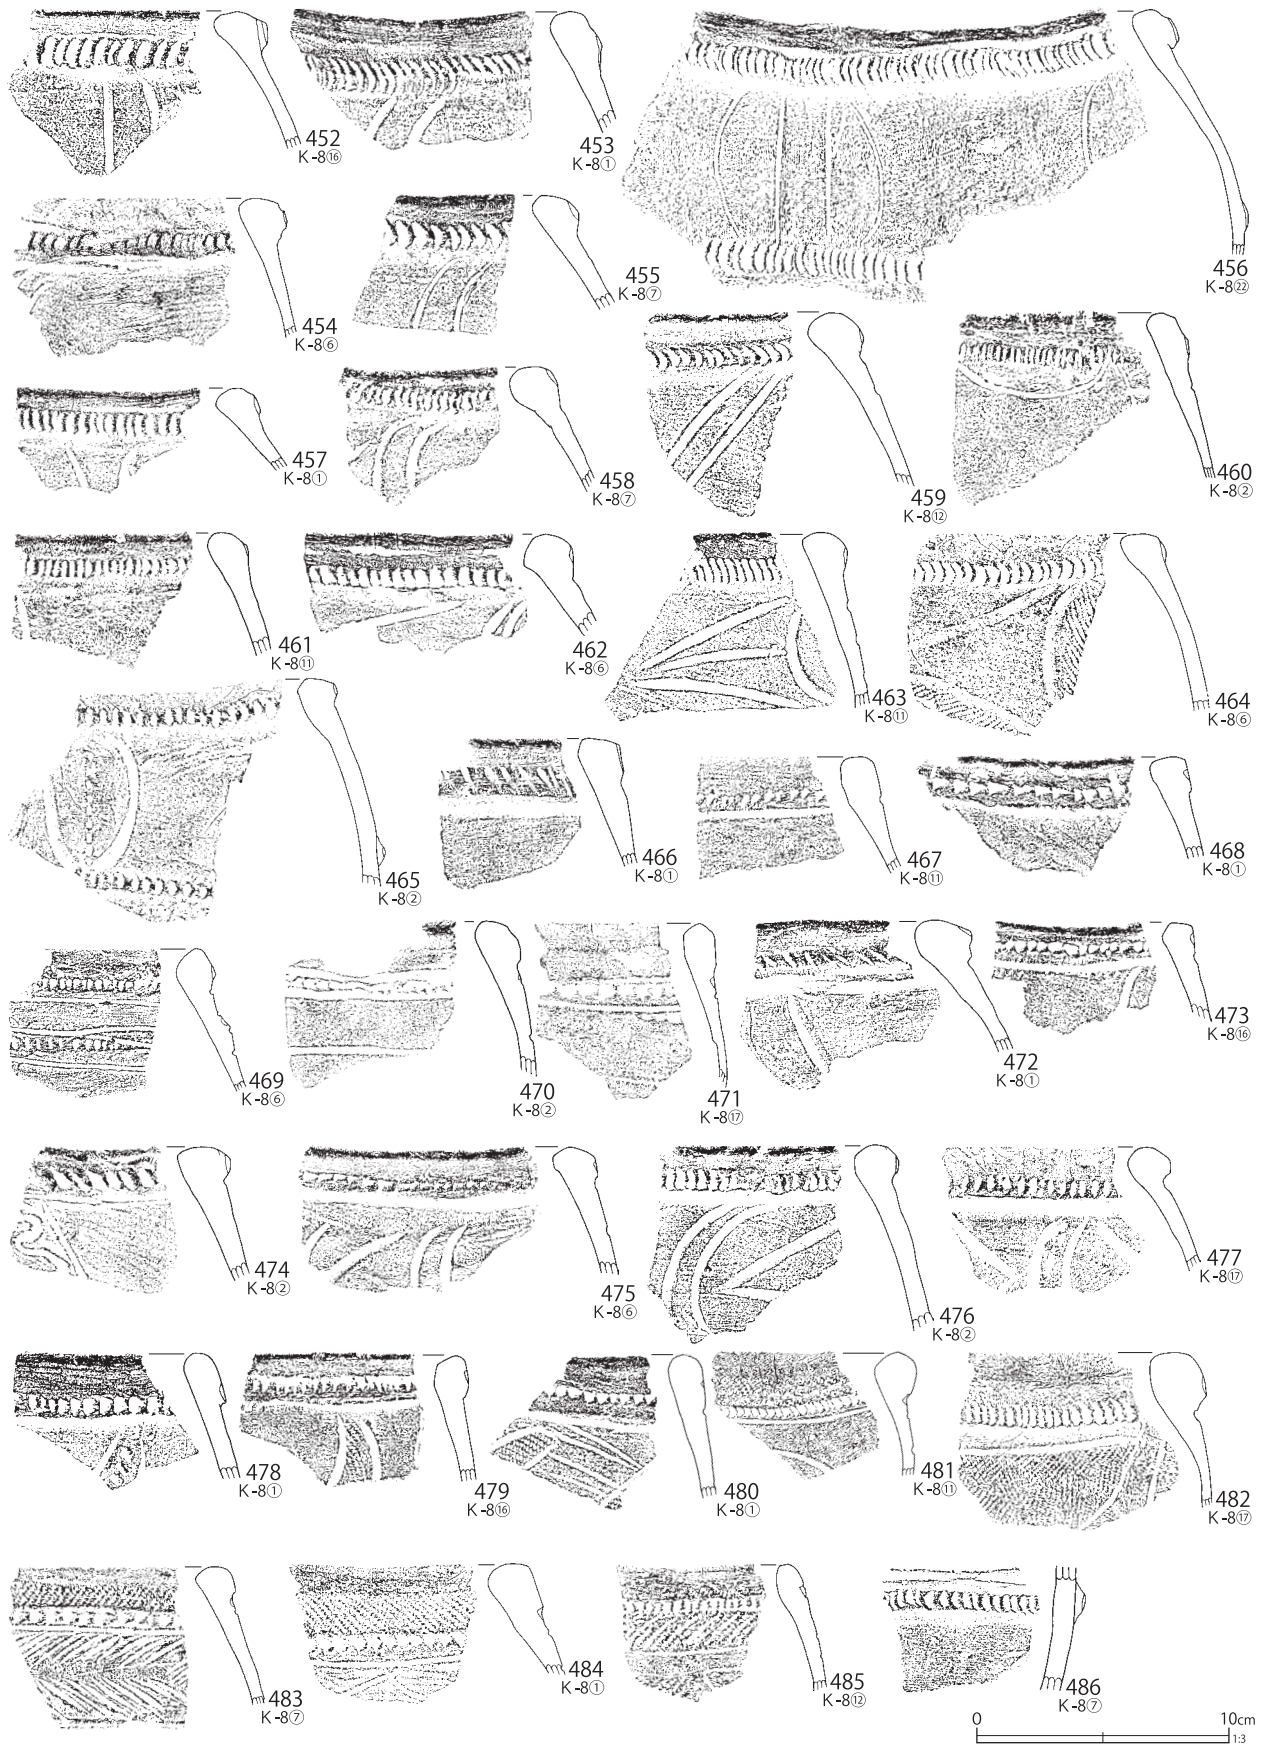 452
K-8⑯
453
K-8①
456
K-8㉒
454
K-8⑥
455
K-8⑦
457
K-8①
458
K-8⑦
459
K-8⑫
460
K-8②
461
K-8⑪
462
K-8⑥
463
K-8⑪
464
K-8⑥
465
K-8②
466
K-8①
467
K-8⑪
468
K-8①
469
K-8⑥
470
K-8②
471
K-8⑰
472
K-8①
473
K-8⑯
474
K-8②
475
K-8⑥
476
K-8②
477
K-8⑰
478
K-8①
479
K-8⑯
480
K-8①
481
K-8⑪
482
K-8⑰
483
K-8⑦
484
K-8①
485
K-8⑫
486
K-8⑦
0 10cm
1:3